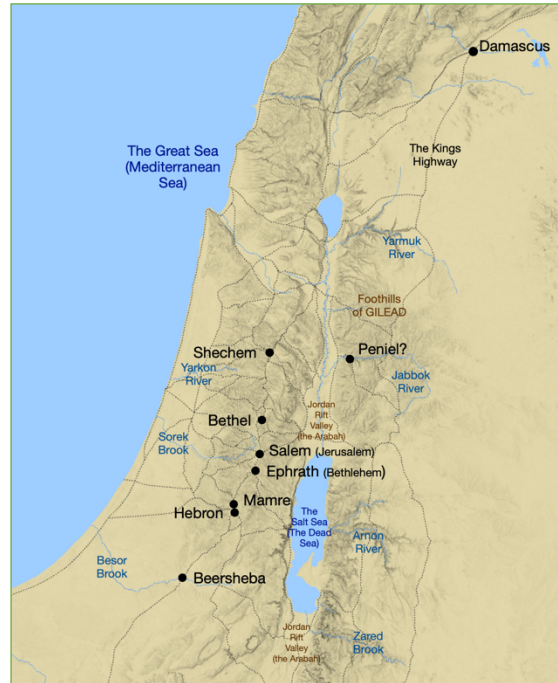 Damascus
The Great Sea
(Mediterranean
Sea)
The Kings
Highway
Yarmuk
River
Foothills
of GILEAD
Shechem
Peniel?
Yarkon
River
Jabbok
River
Bethel
Jordan
Rift
Valley
(the Arabah)
Sorek
Brook
Salem (Jerusalem)
Ephrath (Bethlehem)
Mamre
Hebron
The
Salt Sea
(The Dead
Sea)
Arnon
River
Besor
Brook
Beersheba
Jordan
Rift
Valley
(the Arabah)
Zared
Brook